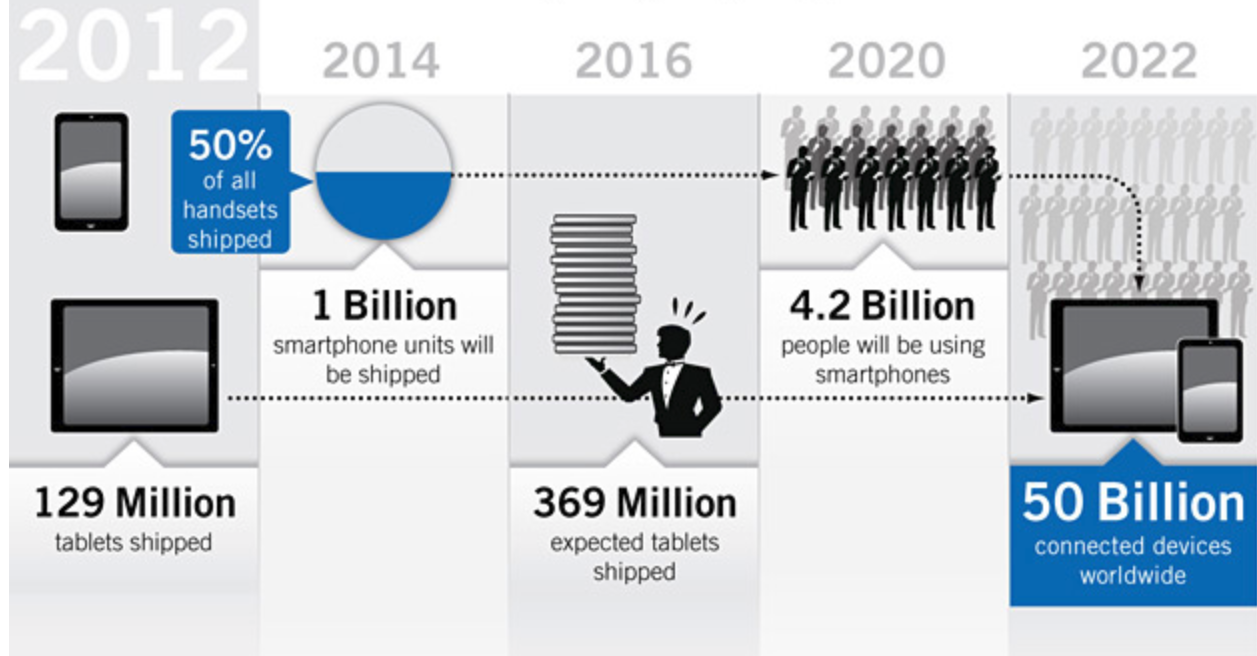 2012
2014
2016
2020
2022
50%
of all
handsets
shipped
1 Billion
smartphone units will
be shipped
4.2 Billion
people will be using
smartphones
129 Million
tablets shipped
369 Million
expected tablets
shipped
50 Billion
connected devices
worldwide